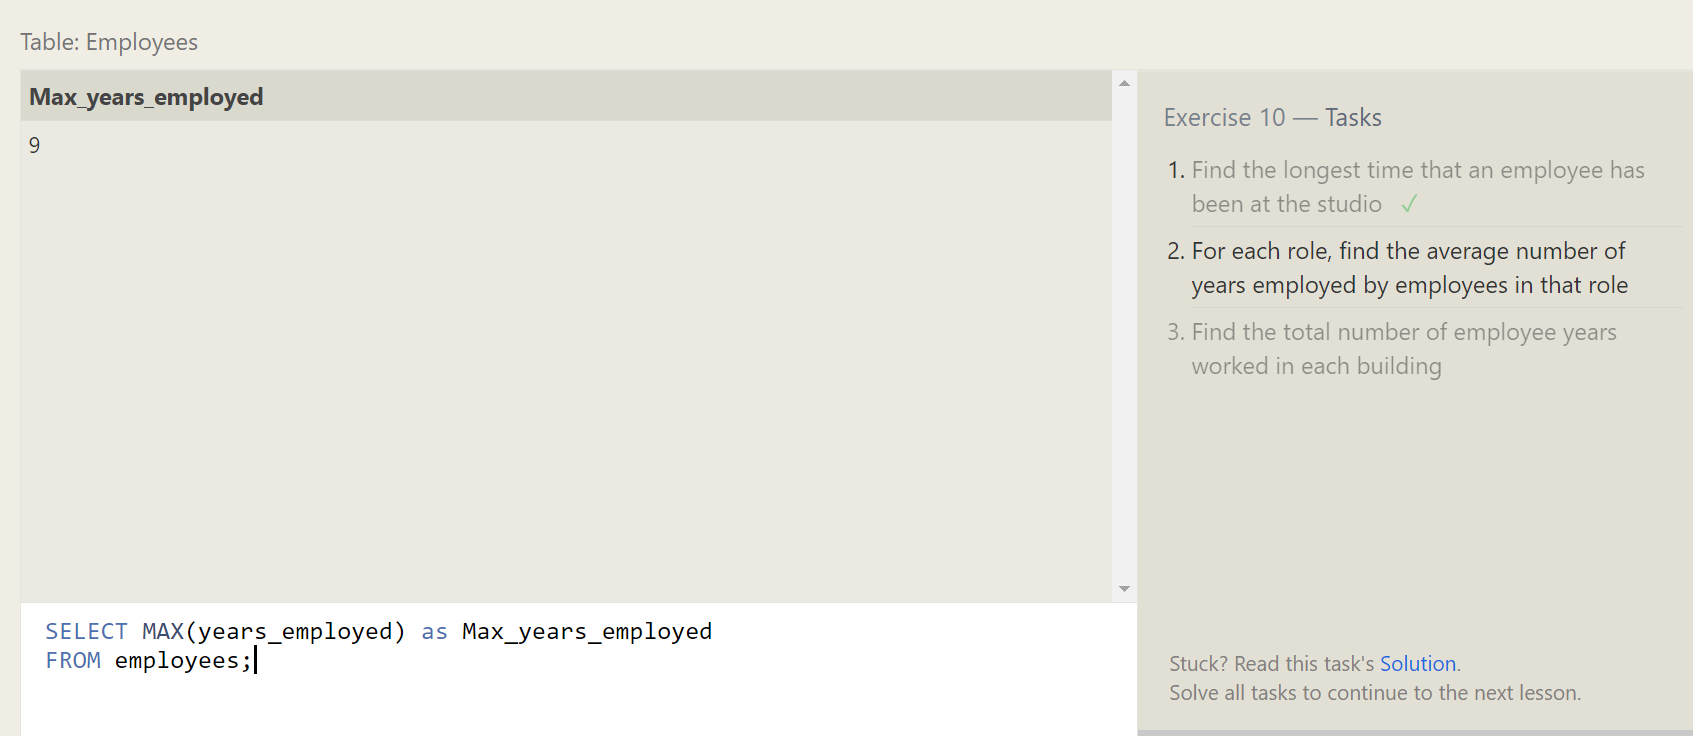 Table: Employees
Max_years_employed
9
SELECT MAX(years_employed) as Max_years_employed
FROM employees;
Exercise 10 — Tasks
1. Find the longest time that an employee has
been at the studio ✓
2. For each role, find the average number of
years employed by employees in that role
3. Find the total number of employee years
worked in each building
Stuck? Read this task's Solution.
Solve all tasks to continue to the next lesson.